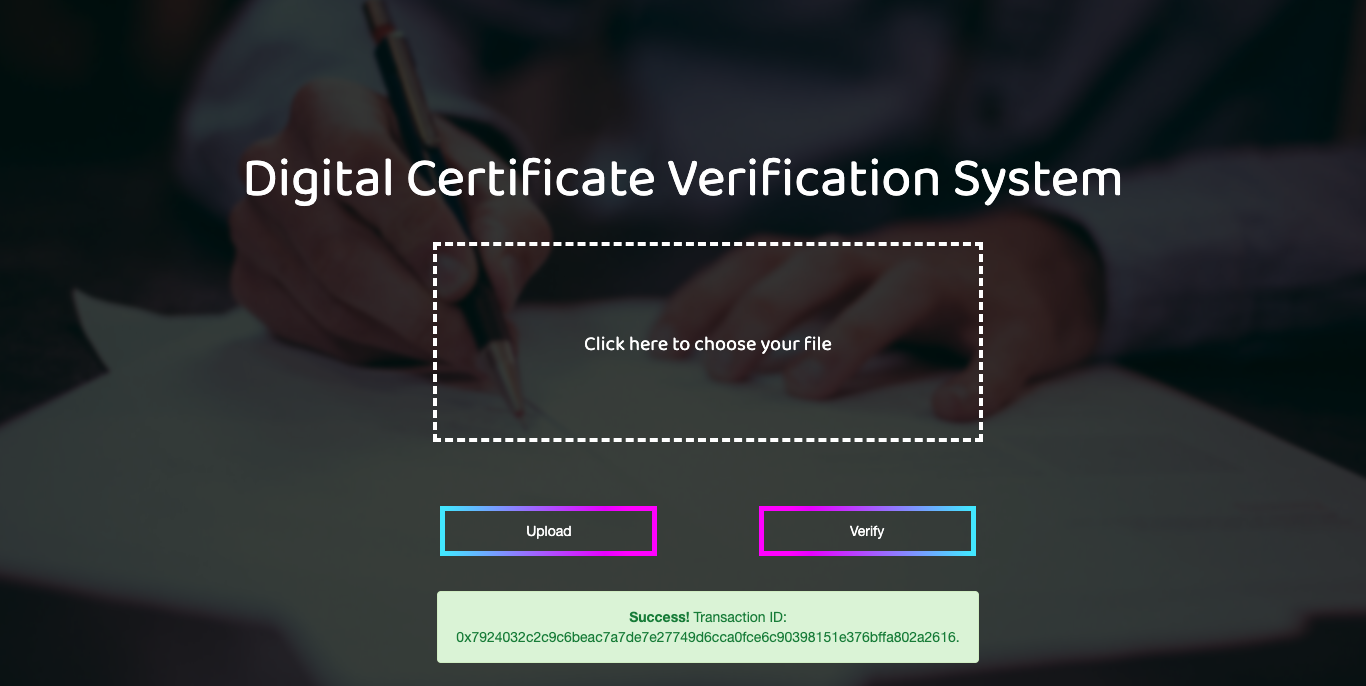 Digital Certificate Verification System
Click here to choose your file
Upload
Verify
Success! Transaction ID:
0x7924032c2c9c6beac7a7de7e27749d6cca0fce6c90398151e376bffa802a2616.